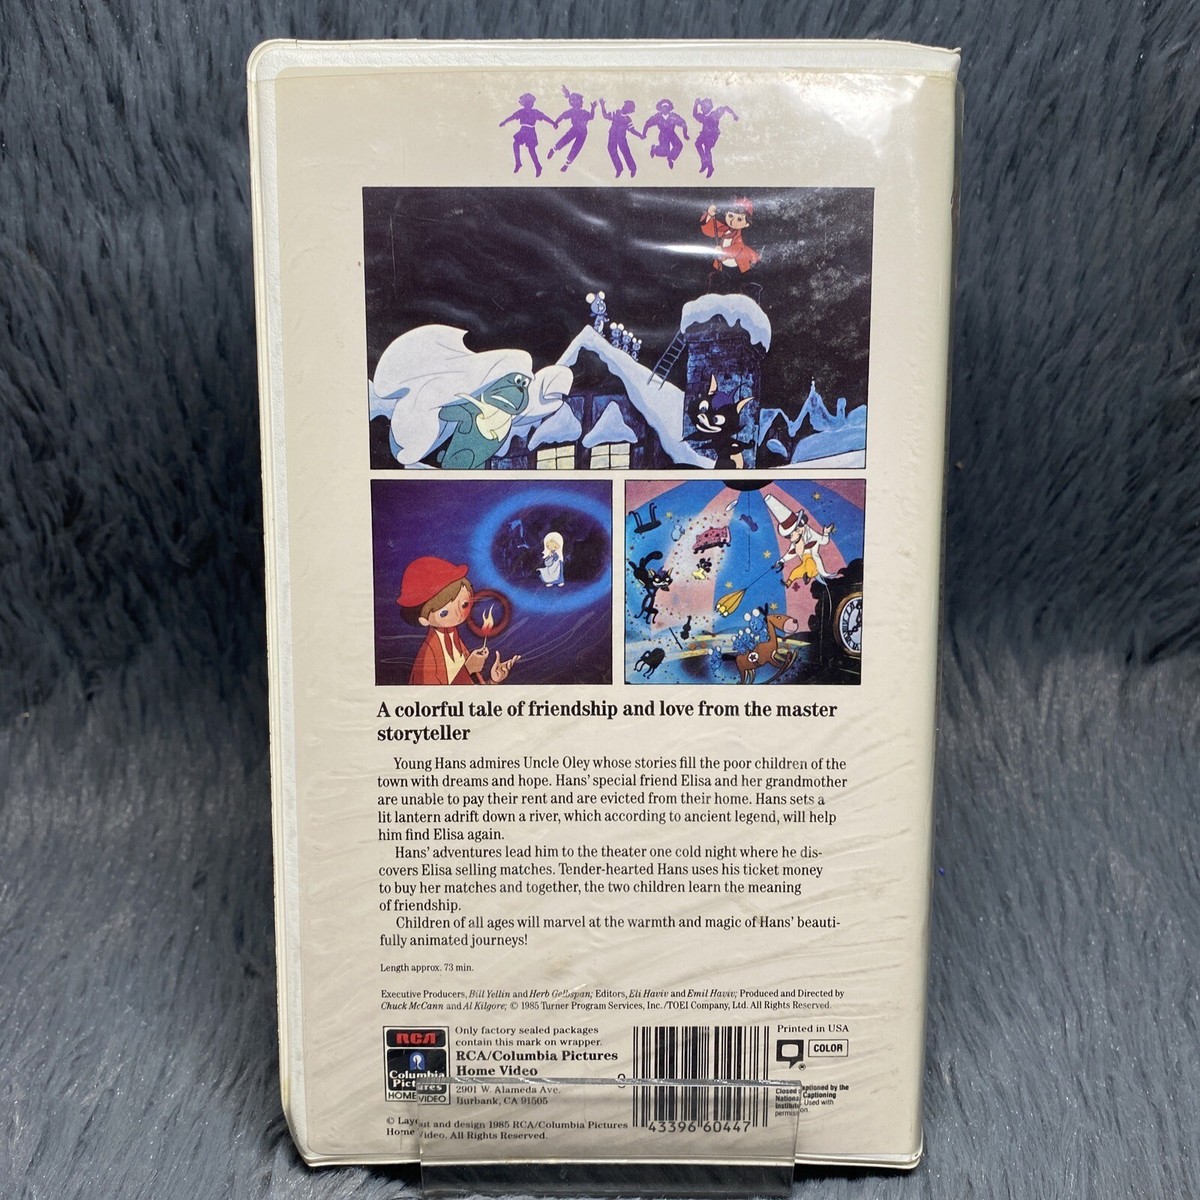 A colorful tale of friendship and love from the master
storyteller
Young Hans admires Uncle Oley whose stories fill the poor children of the
town with dreams and hope. Hans' special friend Elisa and her grandmother
are unable to pay their rent and are evicted from their home. Hans sets a
lit lantern adrift down a river, which according to ancient legend, will help
him find Elisa again.
Hans' adventures lead him to the theater one cold night where he dis-
covers Elisa selling matches. Tender-hearted Hans uses his ticket money
to buy her matches and together, the two children learn the meaning
of friendship.
Children of all ages will marvel at the warmth and magic of Hans' beauti-
fully animated journeys!
Length approx. 73 min.
Executive Producers, Bill Yellin and Herb Gelbspan; Editors, Eli Haviv and Emil Haviv; Produced and Directed by
Chuck McCann and Al Kilgore; © 1985 Turner Program Services, Inc./TOEI Company, Ltd. All Rights Reserved.
RCA
Columbia
Pictures
HOME VIDEO
Only factory sealed packages
contain this mark on wrapper.
RCA/Columbia Pictures
Home Video
2901 W. Alameda Ave.
Burbank, CA 91505
© Layout and design 1985 RCA/Columbia Pictures
Home Video. All Rights Reserved.
43396 60447
Printed in USA
COLOR
Closed Captioned by the
National Captioning
Institute. Used with
permission.